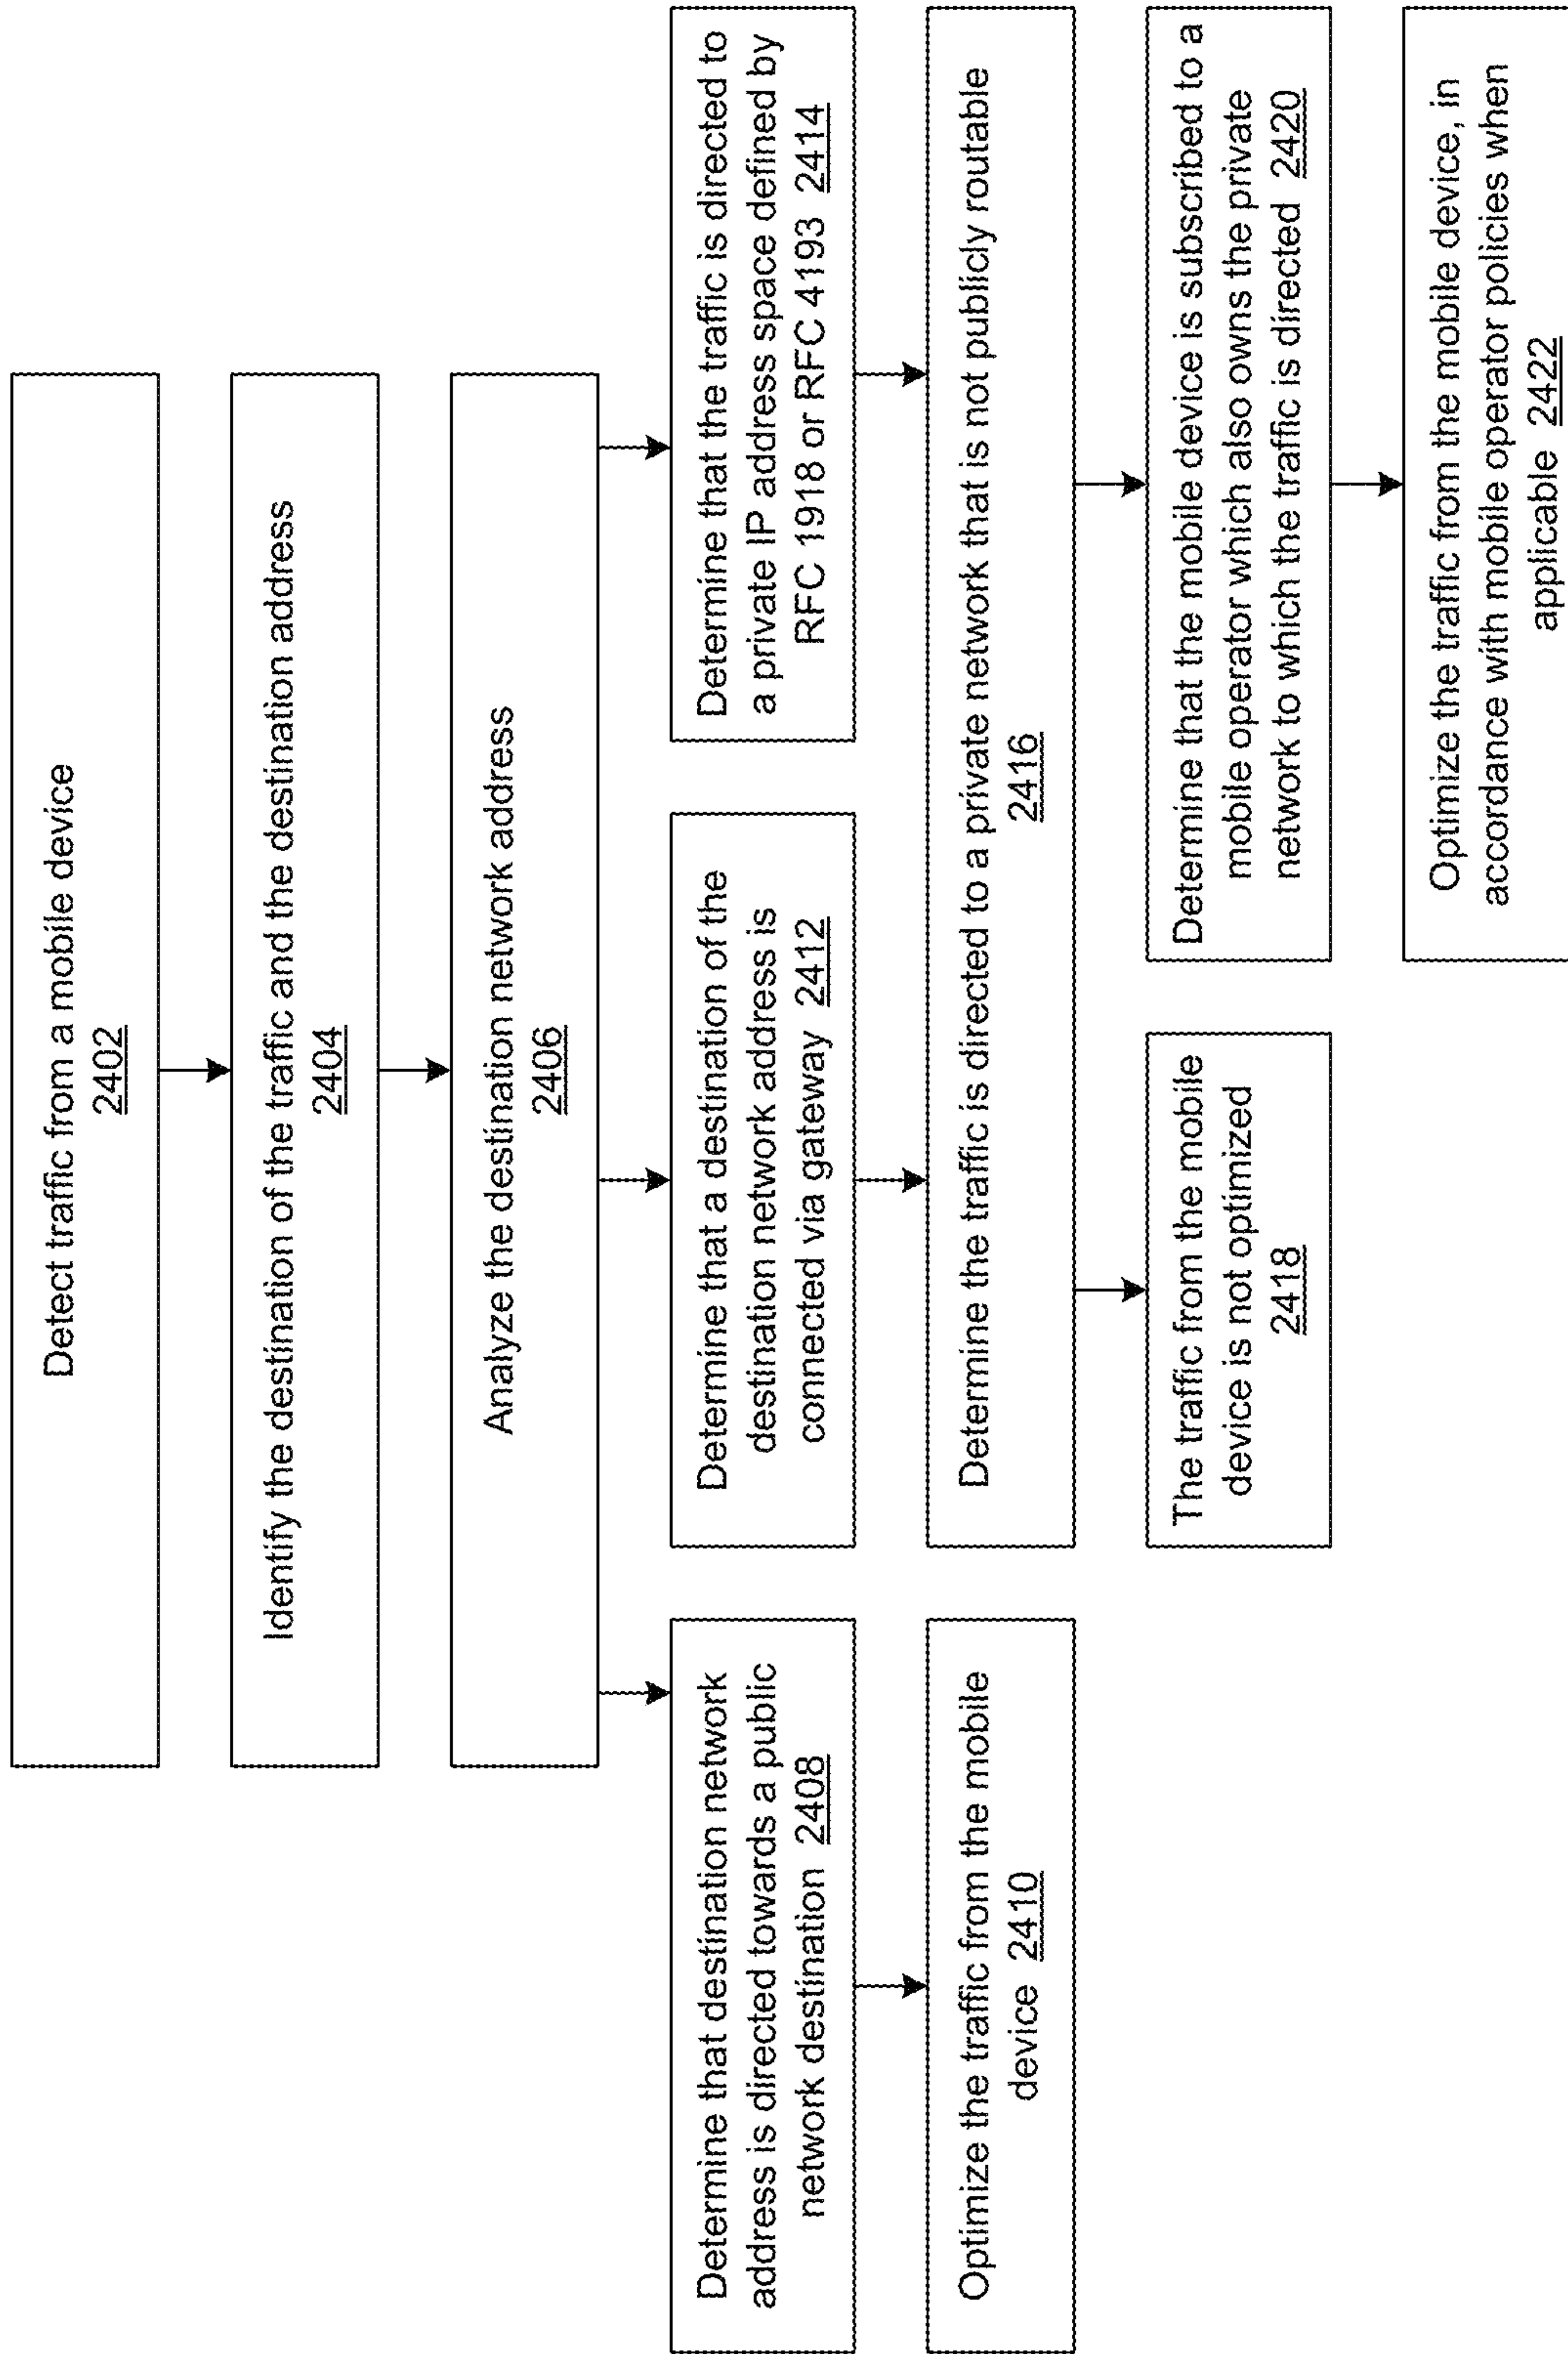 Detect traffic from a mobile device
2402
Identify the destination of the traffic and the destination address
2404
Analyze the destination network address
2406
Determine that destination network
address is directed towards a public
network destination 2408
Optimize the traffic from the mobile
device 2410
Determine that a destination of the
destination network address is
connected via gateway 2412
Determine that the traffic is directed to
a private IP address space defined by
RFC 1918 or RFC 4193 2414
Determine the traffic is directed to a private network that is not publicly routable
2416
The traffic from the mobile
device is not optimized
2418
Determine that the mobile device is subscribed to a
mobile operator which also owns the private
network to which the traffic is directed 2420
Optimize the traffic from the mobile device, in
accordance with mobile operator policies when
applicable 2422